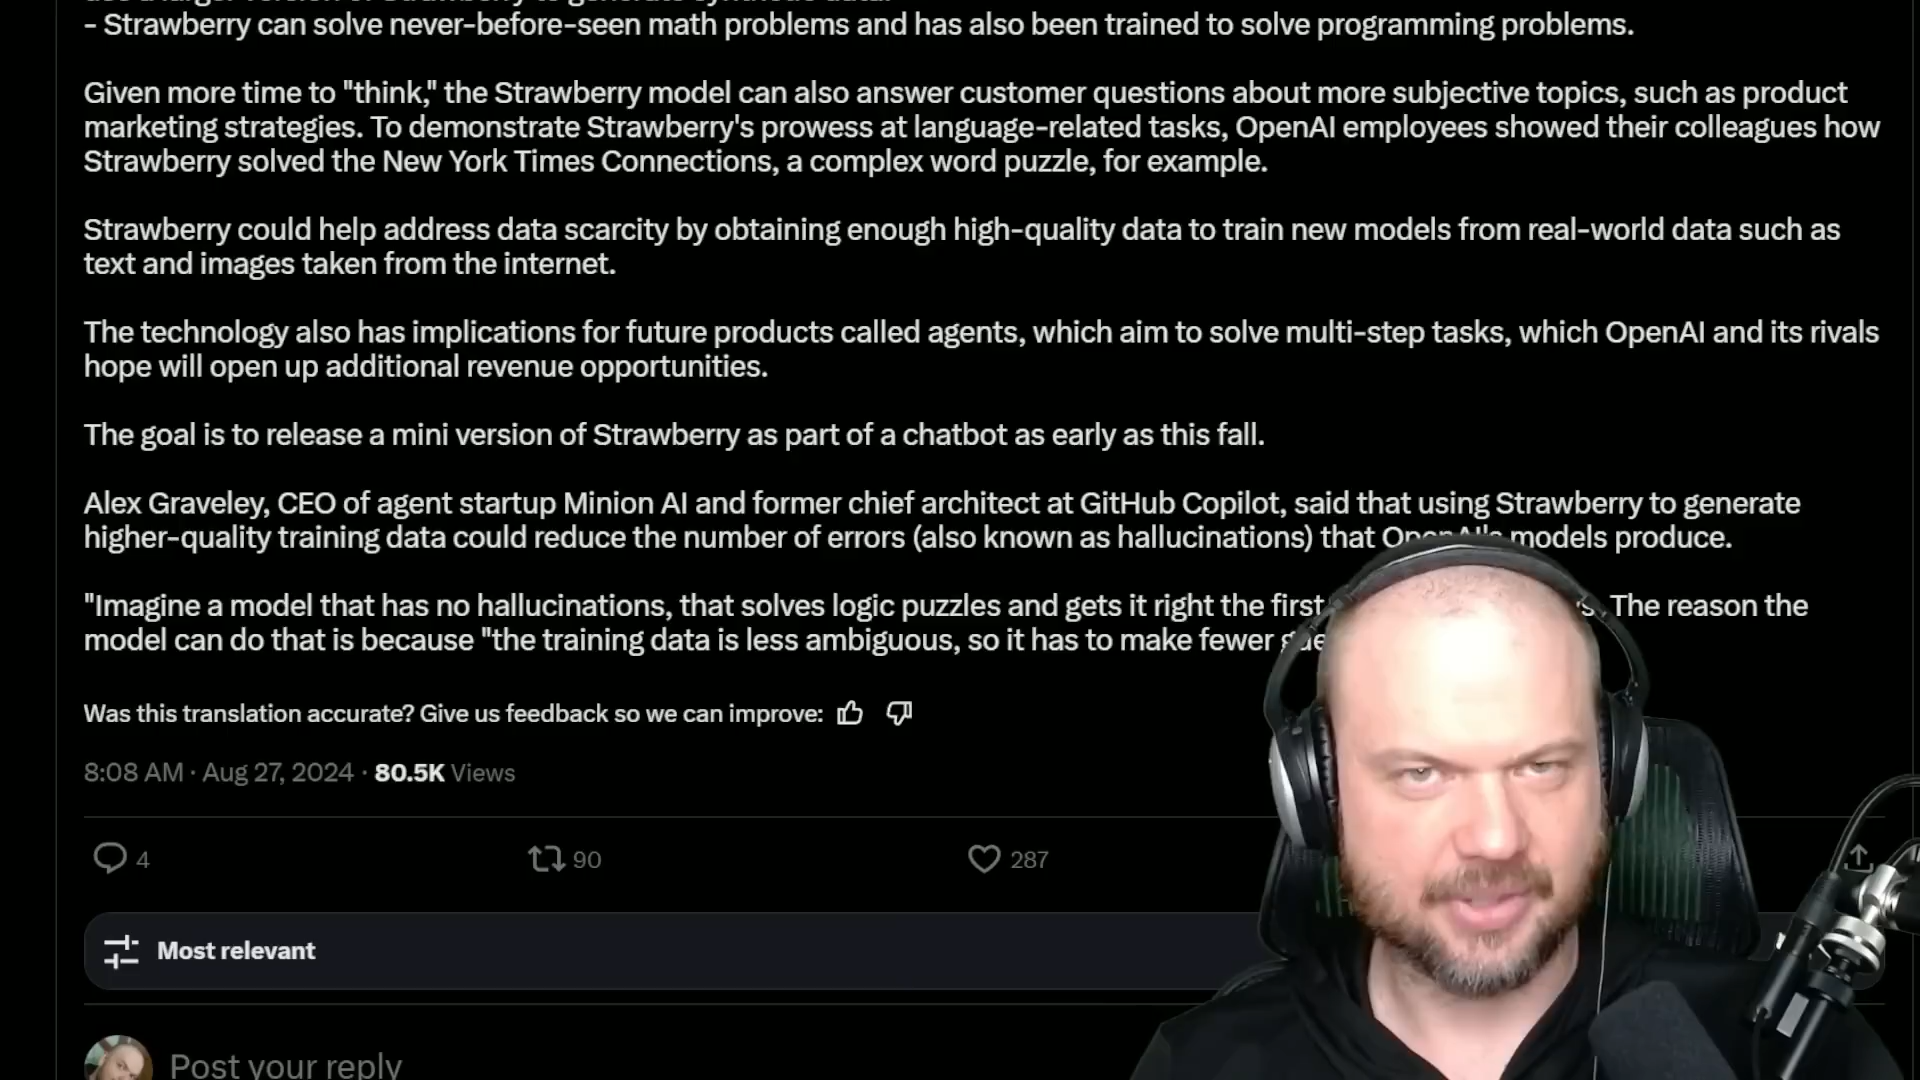 - Strawberry can solve never-before-seen math problems and has also been trained to solve programming problems.
Given more time to "think," the Strawberry model can also answer customer questions about more subjective topics, such as product
marketing strategies. To demonstrate Strawberry's prowess at language-related tasks, OpenAI employees showed their colleagues how
Strawberry solved the New York Times Connections, a complex word puzzle, for example.
Strawberry could help address data scarcity by obtaining enough high-quality data to train new models from real-world data such as
text and images taken from the internet.
The technology also has implications for future products called agents, which aim to solve multi-step tasks, which OpenAI and its rivals
hope will open up additional revenue opportunities.
The goal is to release a mini version of Strawberry as part of a chatbot as early as this fall.
Alex Graveley, CEO of agent startup Minion AI and former chief architect at GitHub Copilot, said that using Strawberry to generate
higher-quality training data could reduce the number of errors (also known as hallucinations) that OpenAI's models produce.
"Imagine a model that has no hallucinations, that solves logic puzzles and gets it right the first The reason the
model can do that is because "the training data is less ambiguous, so it has to make fewer
Was this translation accurate? Give us feedback so we can improve:
8:08 AM · Aug 27, 2024 · 80.5K Views
4 90 287
Most relevant
Post your reply